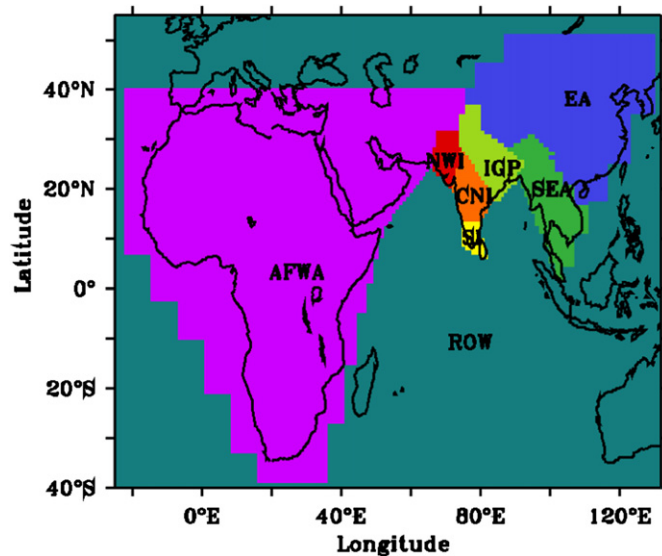 40°N
EA
NWI
IGP
20°N
CNI
SEA
SI
Latitude
AFWA
0°
ROW
20°S
40°S
0°E
40°E
80°E
120°E
Longitude